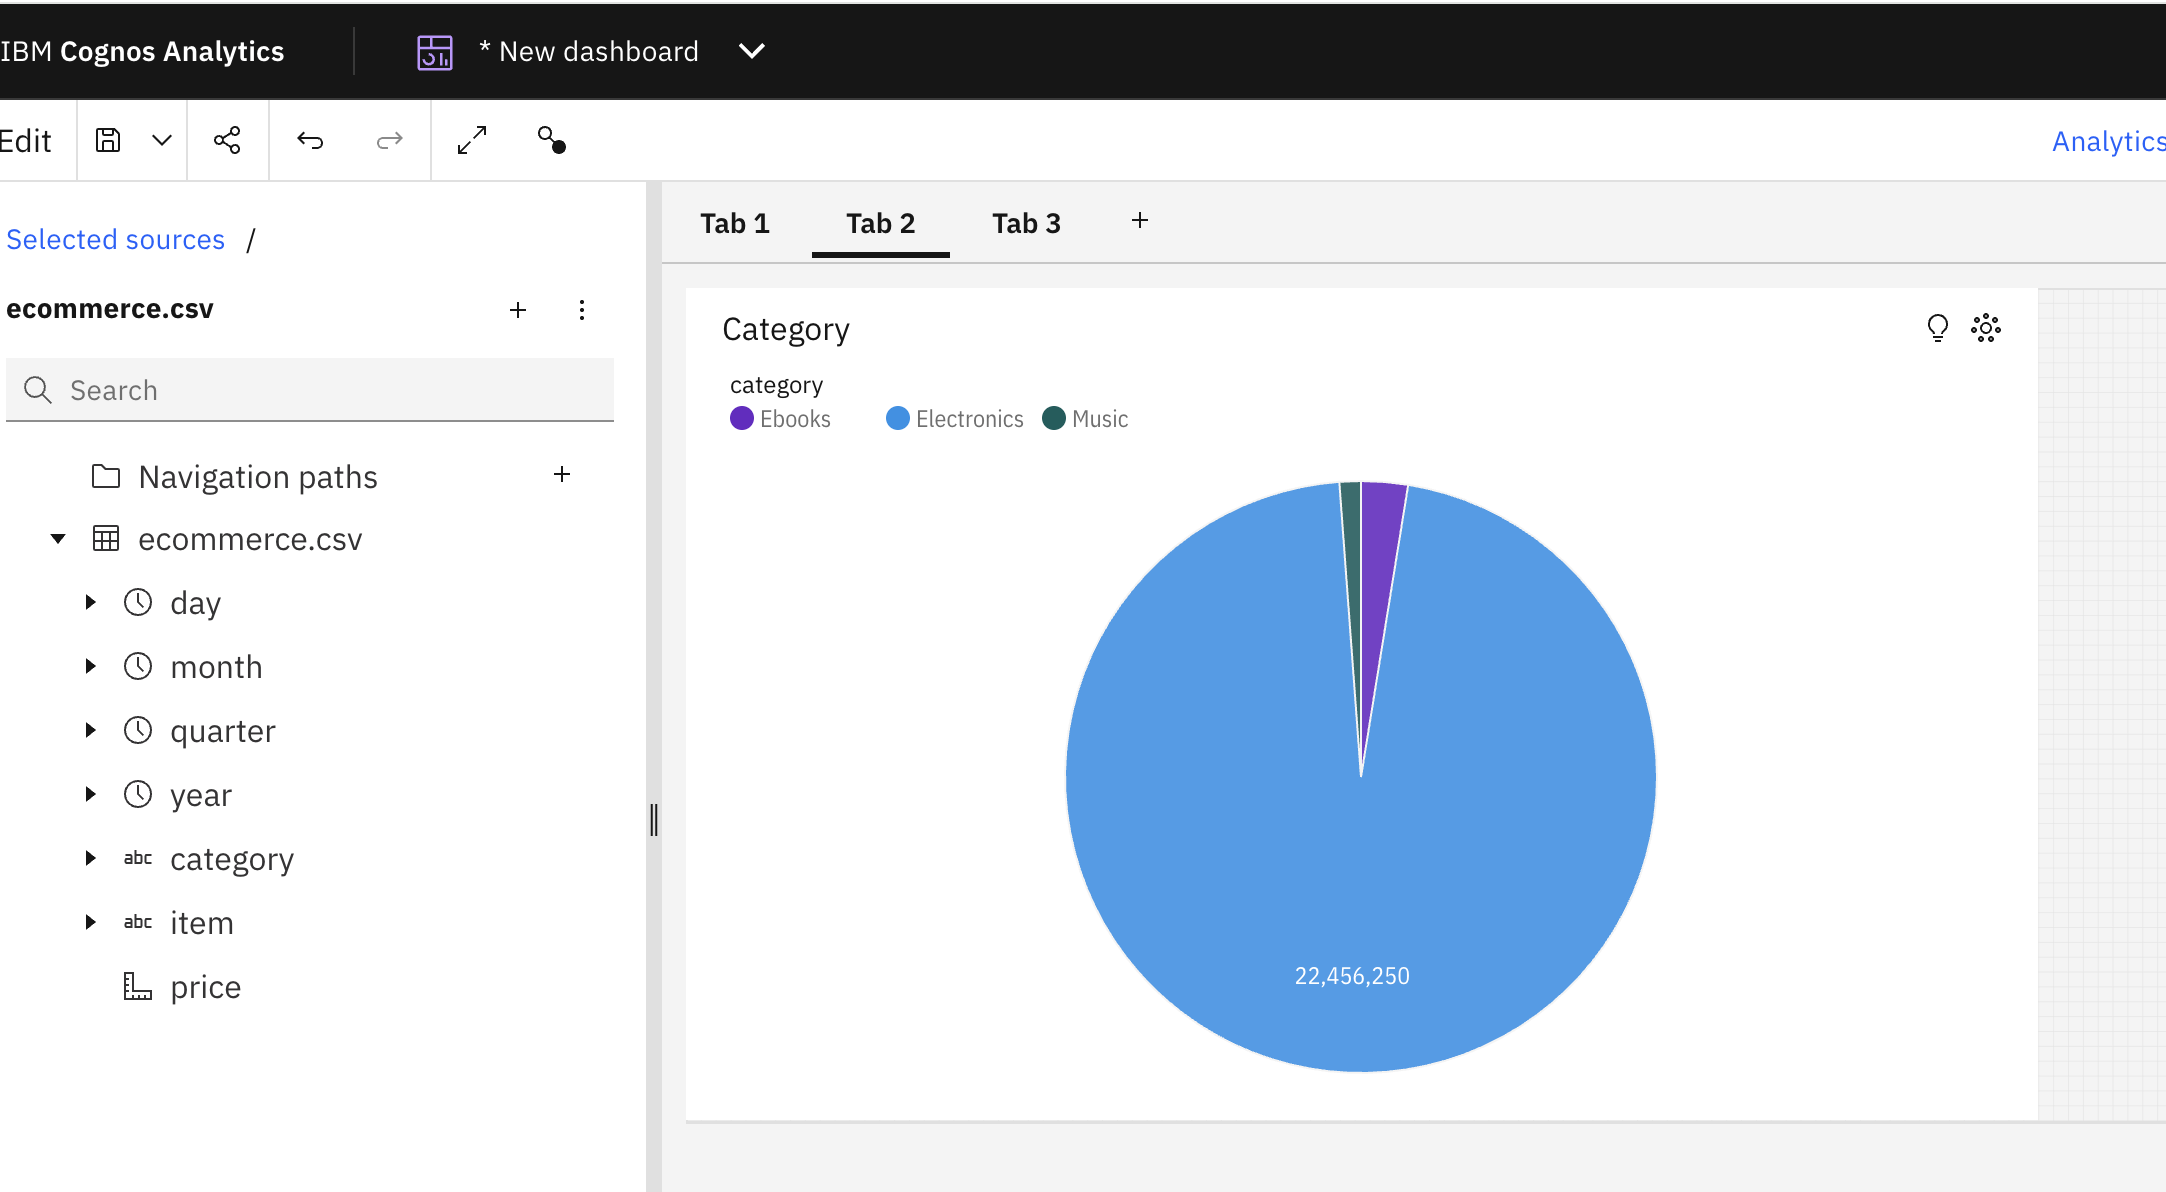 IBM Cognos Analytics
* New dashboard
Edit
Analytics
Selected sources /
ecommerce.csv
Search
Navigation paths
ecommerce.csv
day
month
quarter
year
abc category
abc item
price
Tab 1 Tab 2 Tab 3
Category
category
Ebooks Electronics Music
22,456,250